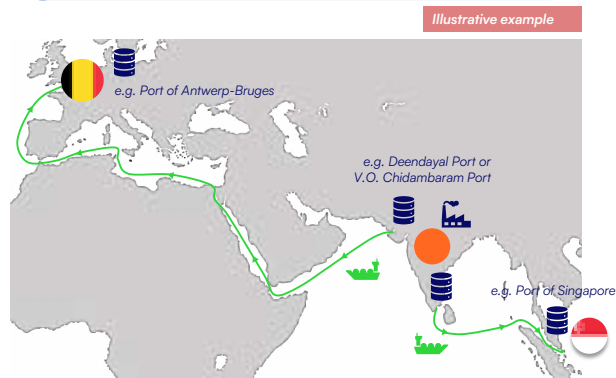 Illustrative example
e.g. Port of Antwerp-Bruges
e.g. Deendayal Port or
V.O. Chidambaram Port
e.g. Port of Singapore